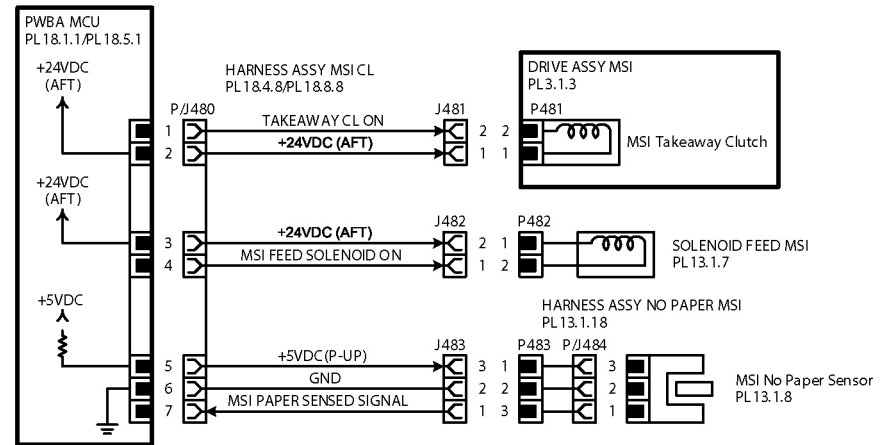 PWBA MCU
PL18.1.1/PL18.5.1
+24VDC
(AFT)
HARNESS ASSY MSI CL
PL18.4.8/PL18.8.8
DRIVE ASSY MSI
PL3.1.3
P/J480
J481
P481
1
TAKEAWAY CL ON
2 2
MSI Takeaway Clutch
2
+24VDC (AFT)
1 1
+24VDC
(AFT)
J482
P482
3
+24VDC (AFT)
2 1
SOLENOID FEED MSI
PL13.1.7
4
MSI FEED SOLENOID ON
1 2
+5VDC
HARNESS ASSY NO PAPER MSI
PL13.1.18
J483
P483
P/J484
5
+5VDC(P-UP)
3 1
3
6
GND
2 2
2
MSI No Paper Sensor
PL13.1.8
7
MSI PAPER SENSED SIGNAL
1 3
1